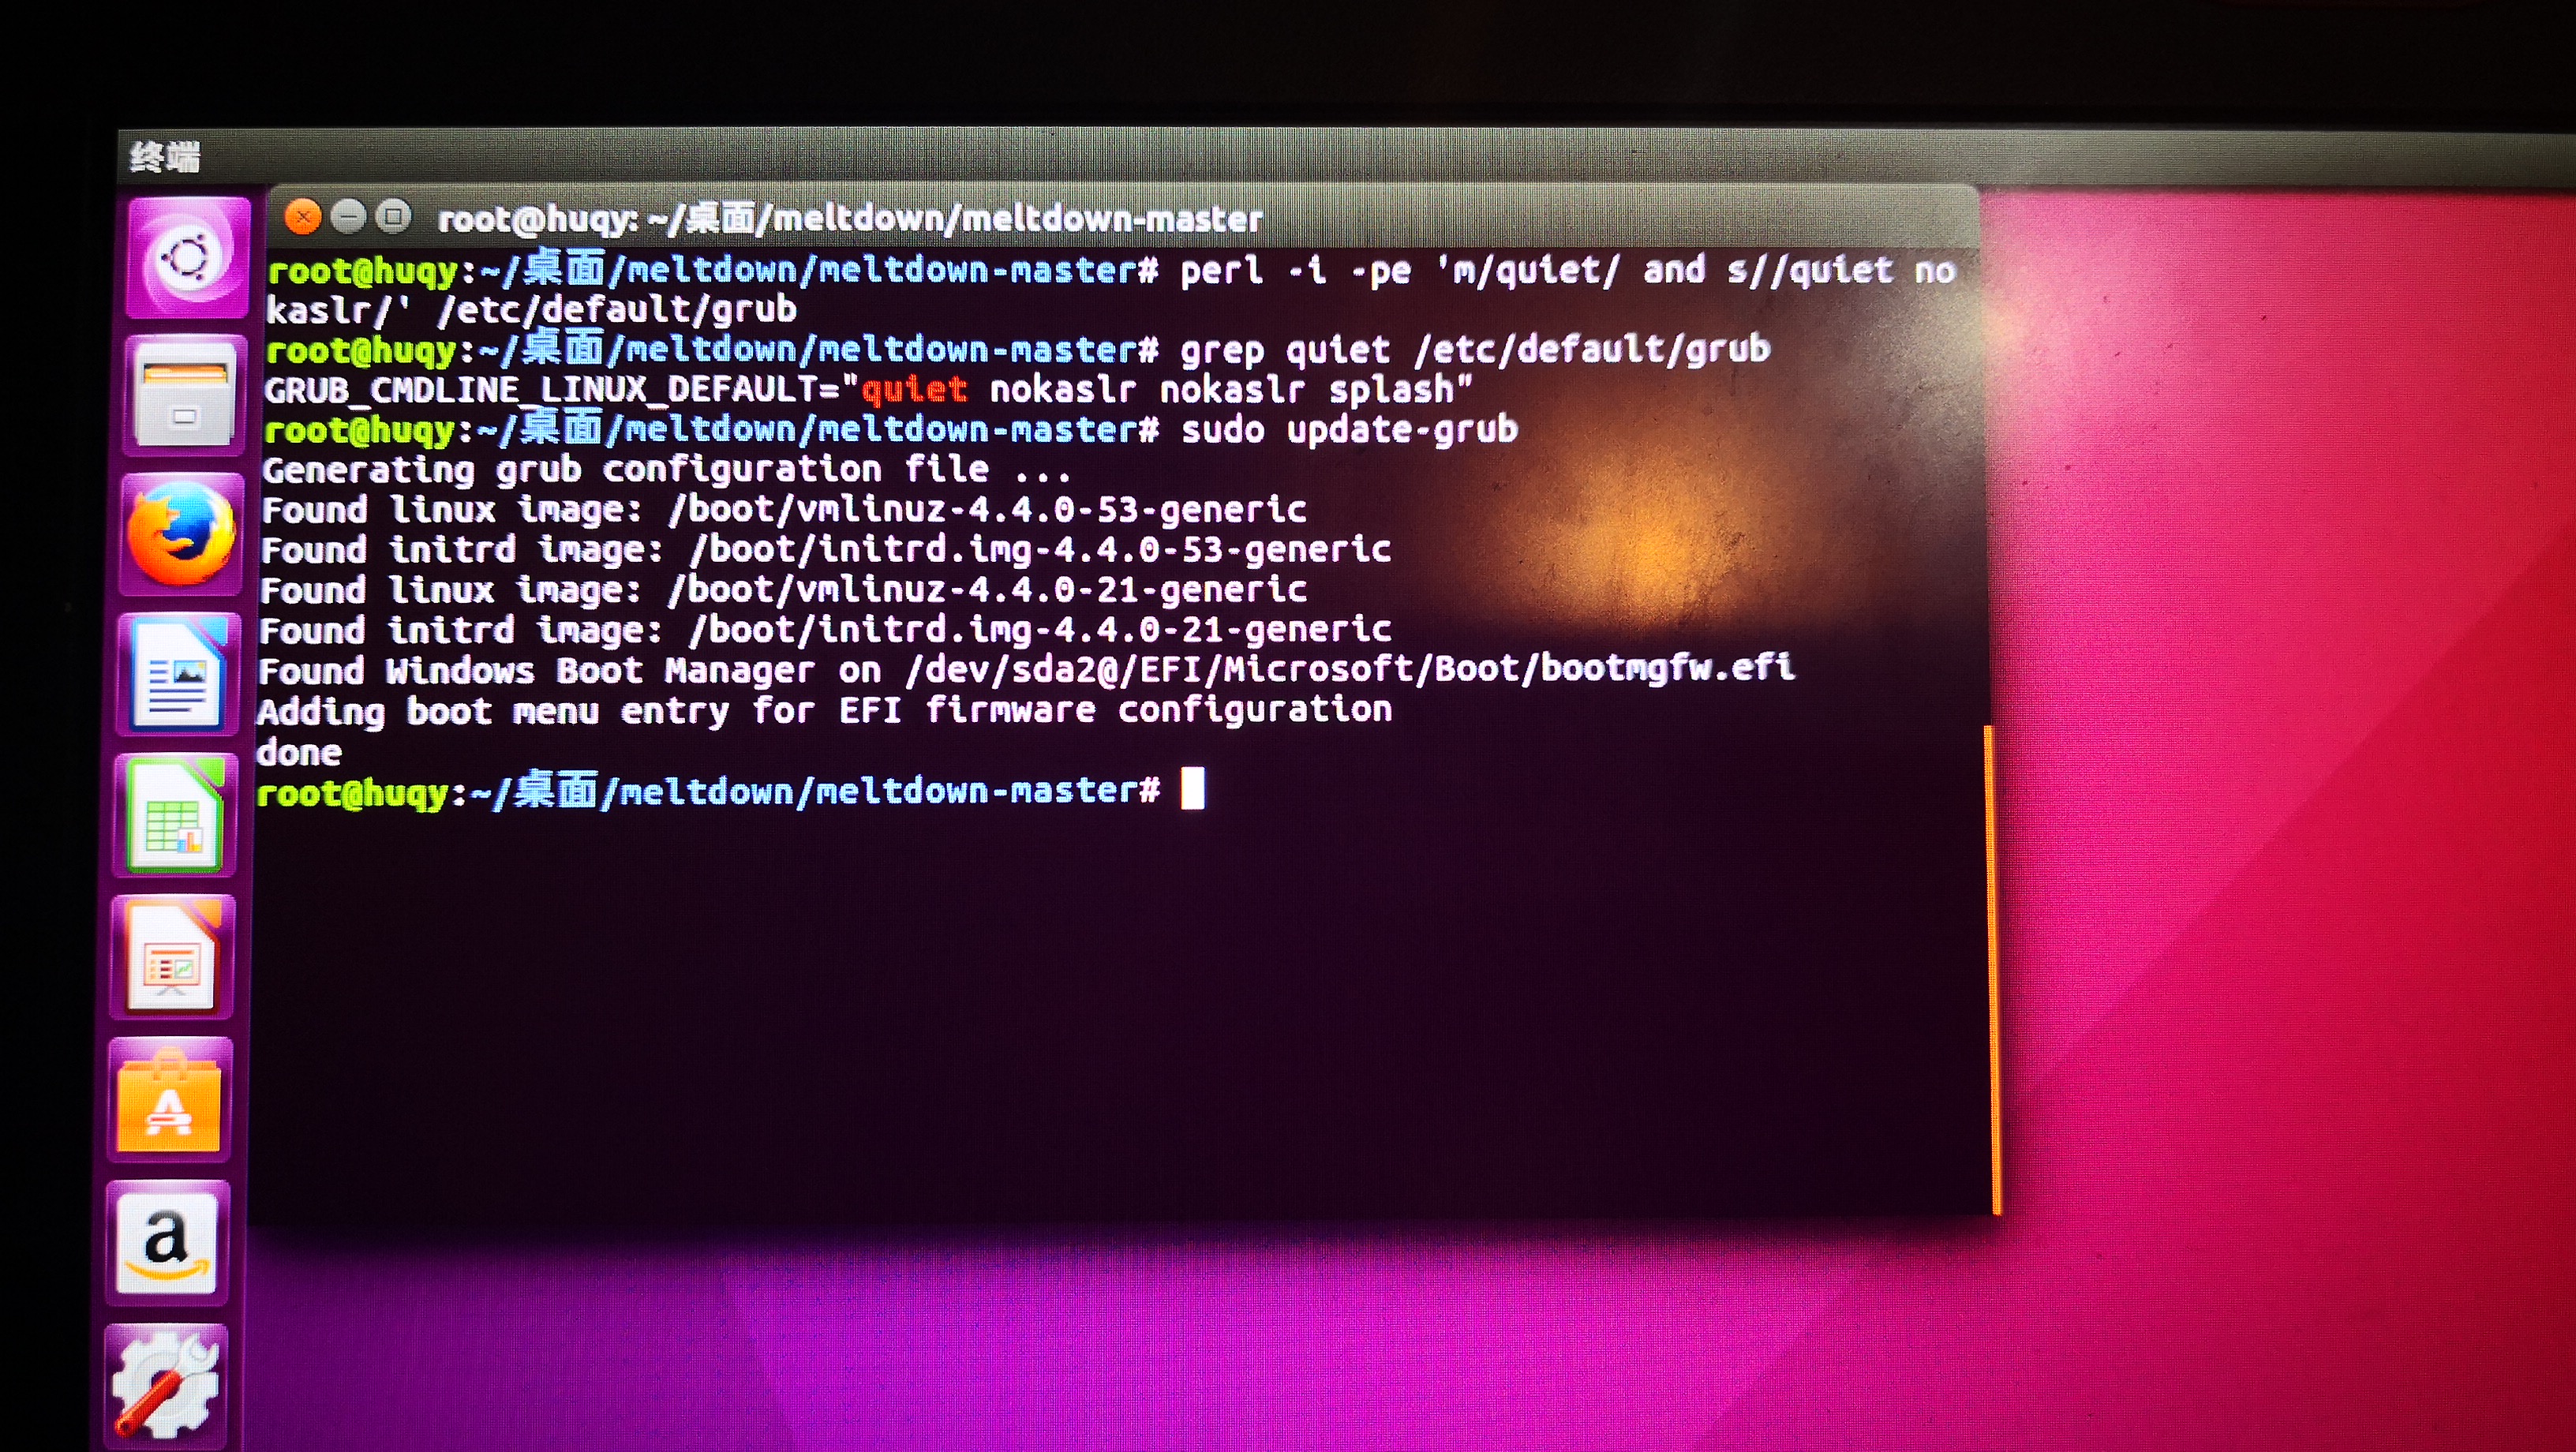 终端
root@huqy: ~/桌面/meltdown/meltdown-master
root@huqy:~/桌面/meltdown/meltdown-master# perl -i -pe 'm/quiet/ and s//quiet no
kaslr/' /etc/default/grub
root@huqy:~/桌面/meltdown/meltdown-master# grep quiet /etc/default/grub
GRUB_CMDLINE_LINUX_DEFAULT="quiet nokaslr nokaslr splash"
root@huqy:~/桌面/meltdown/meltdown-master# sudo update-grub
Generating grub configuration file ...
Found linux image: /boot/vmlinuz-4.4.0-53-generic
Found initrd image: /boot/initrd.img-4.4.0-53-generic
Found linux image: /boot/vmlinuz-4.4.0-21-generic
Found initrd image: /boot/initrd.img-4.4.0-21-generic
Found Windows Boot Manager on /dev/sda2@/EFI/Microsoft/Boot/bootmgfw.efi
Adding boot menu entry for EFI firmware configuration
done
root@huqy:~/桌面/meltdown/meltdown-master#
A
a